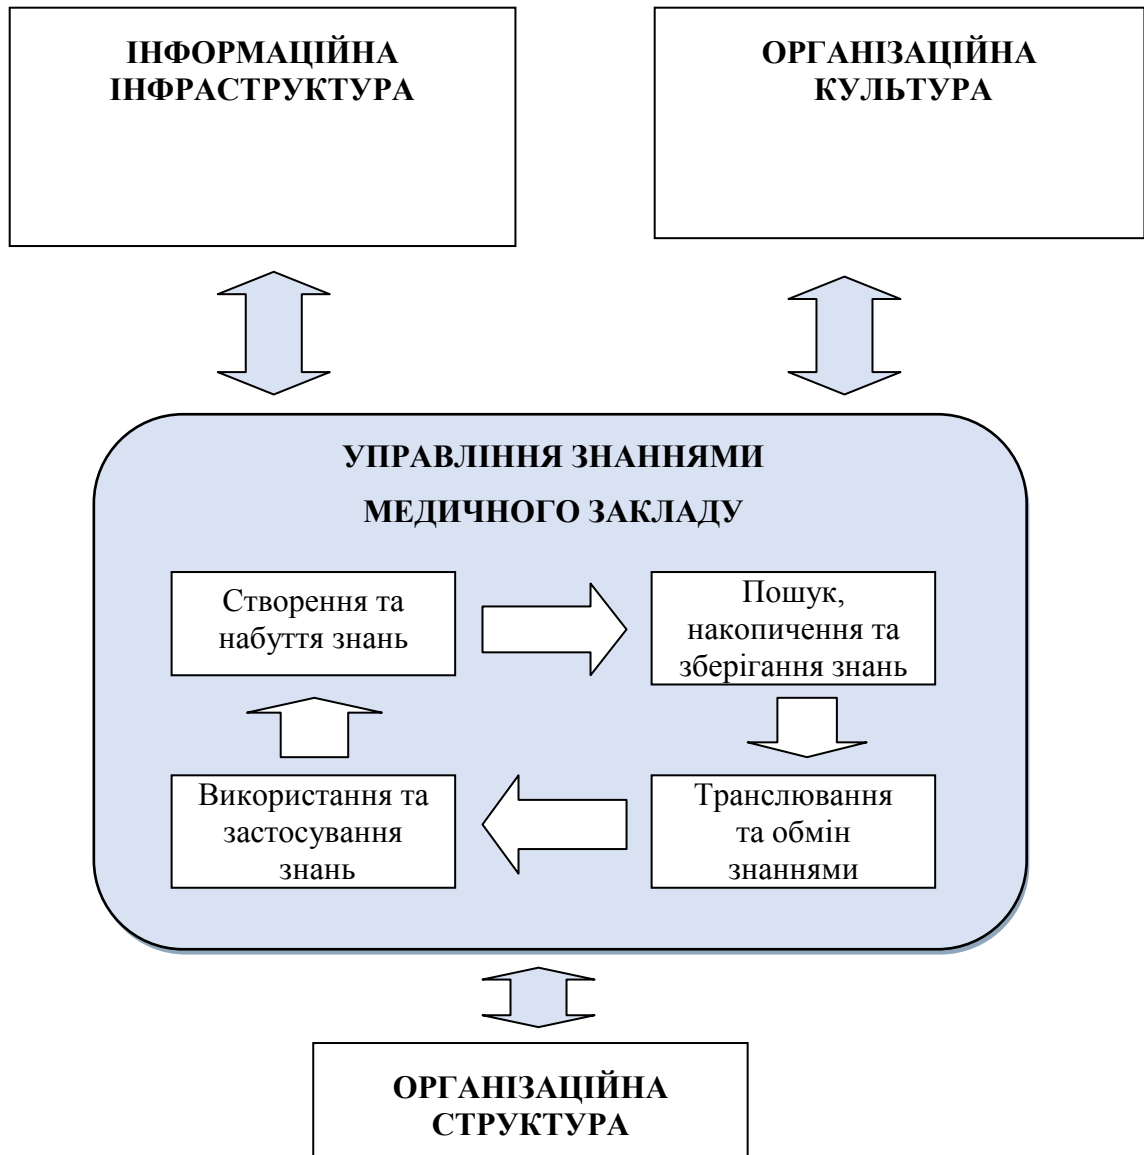 ІНФОРМАЦІЙНА
ІНФРАСТРУКТУРА
ОРГАНІЗАЦІЙНА
КУЛЬТУРА
УПРАВЛІННЯ ЗНАННЯМИ
МЕДИЧНОГО ЗАКЛАДУ
Створення та
набуття знань
Пошук,
накопичення та
зберігання знань
Використання та
застосування
знань
Транслювання
та обмін
знаннями
ОРГАНІЗАЦІЙНА
СТРУКТУРА